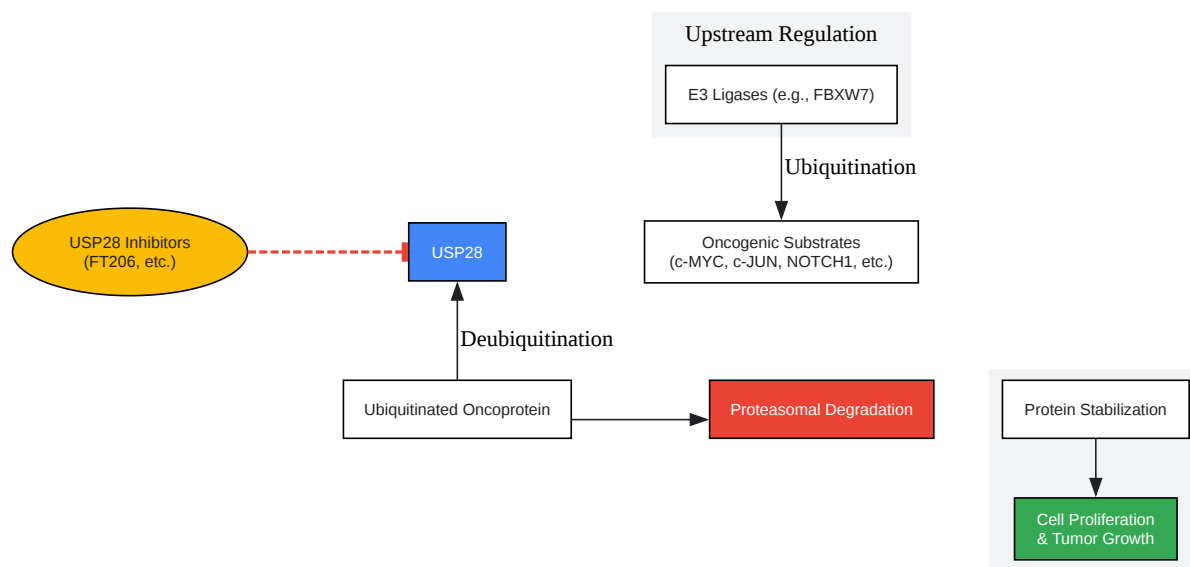 Upstream Regulation
E3 Ligases (e.g., FBXW7)
Ubiquitination
USP28 Inhibitors
(FT206, etc.)
USP28
Oncogenic Substrates
(c-MYC, c-JUN, NOTCH1, etc.)
Deubiquitination
Ubiquitinated Oncoprotein
Proteasomal Degradation
Protein Stabilization
Cell Proliferation
& Tumor Growth